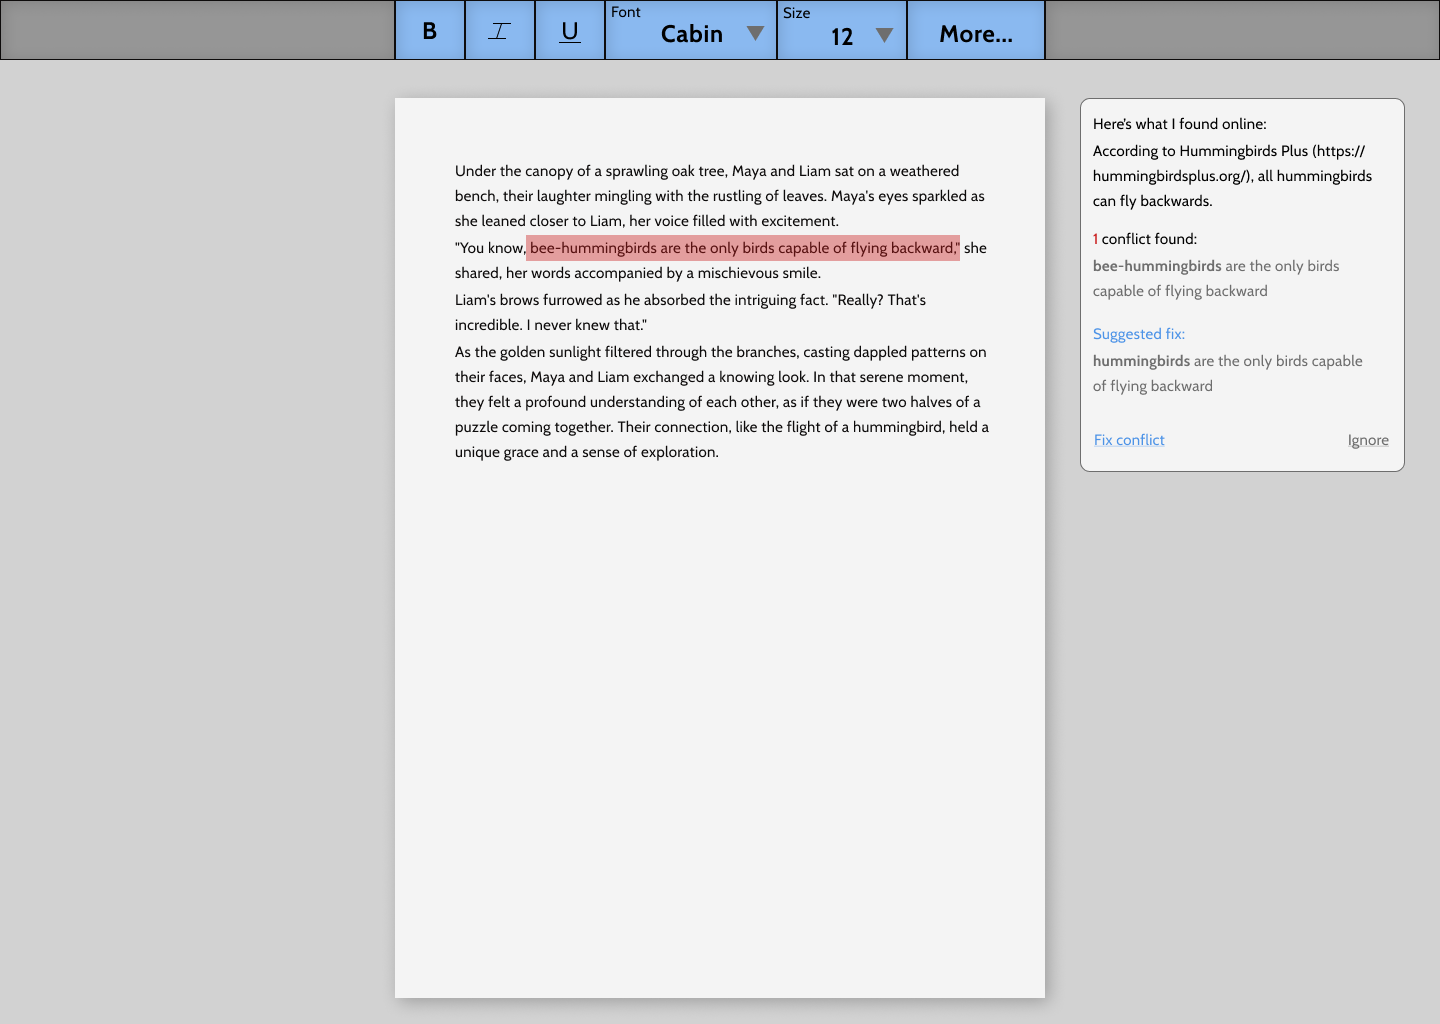 B I U Font Cabin Size 12 More...
Under the canopy of a sprawling oak tree, Maya and Liam sat on a weathered
bench, their laughter mingling with the rustling of leaves. Maya's eyes sparkled as
she leaned closer to Liam, her voice filled with excitement.
"You know, bee-hummingbirds are the only birds capable of flying backward," she
shared, her words accompanied by a mischievous smile.
Liam's brows furrowed as he absorbed the intriguing fact. "Really? That's
incredible. I never knew that."
As the golden sunlight filtered through the branches, casting dappled patterns on
their faces, Maya and Liam exchanged a knowing look. In that serene moment,
they felt a profound understanding of each other, as if they were two halves of a
puzzle coming together. Their connection, like the flight of a hummingbird, held a
unique grace and a sense of exploration.
Here's what I found online:
According to Hummingbirds Plus (https://
hummingbirdsplus.org/), all hummingbirds
can fly backwards.
1 conflict found:
bee-hummingbirds are the only birds
capable of flying backward
Suggested fix:
hummingbirds are the only birds capable
of flying backward
Fix conflict Ignore